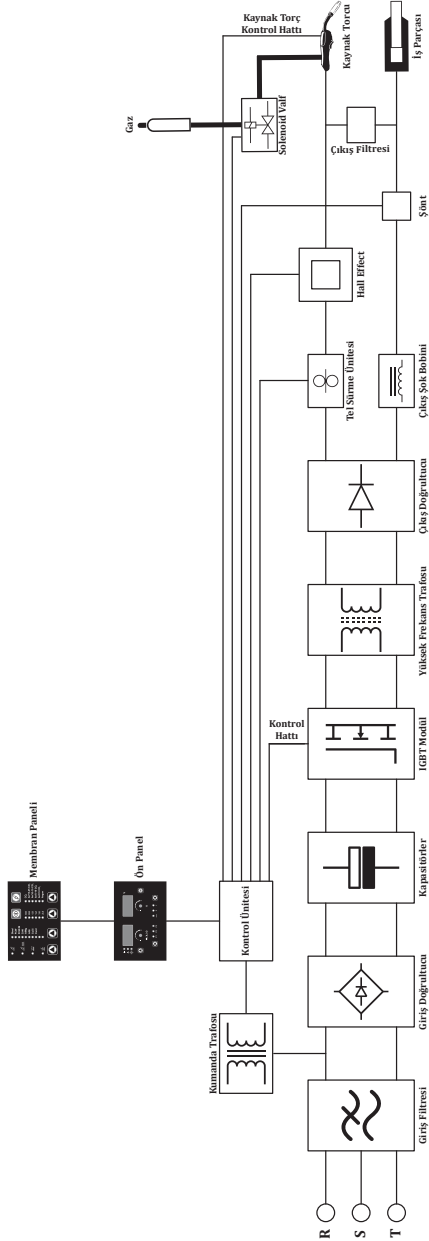 Membran Paneli
Ön Panel
Gaz
Kaynak Torç
Kontrol Hattı
Solenoid Valf
Kaynak Torcu
İş Parçası
Kumanda Trafosu
Kontrol Ünitesi
Kontrol
Hattı
Tel Sürme Ünitesi
Hall Effect
Çıkış Filtresi
Şönt
R
S
T
Giriş Filtresi
Giriş Doğrultucu
Kapasitörler
IGBT Modül
Yüksek Frekans Trafosu
Çıkış Doğrultucu
Çıkış Şok Bobini